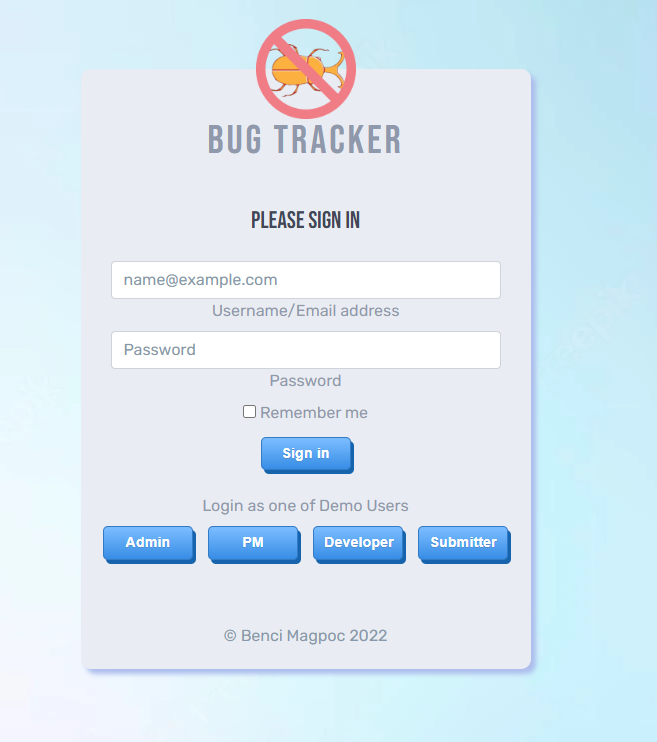 BUG TRACKER
PLEASE SIGN IN
name@example.com
Username/Email address
Password
Password
Remember me
Sign in
Login as one of Demo Users
Admin PM Developer Submitter
© Benci Magpoc 2022